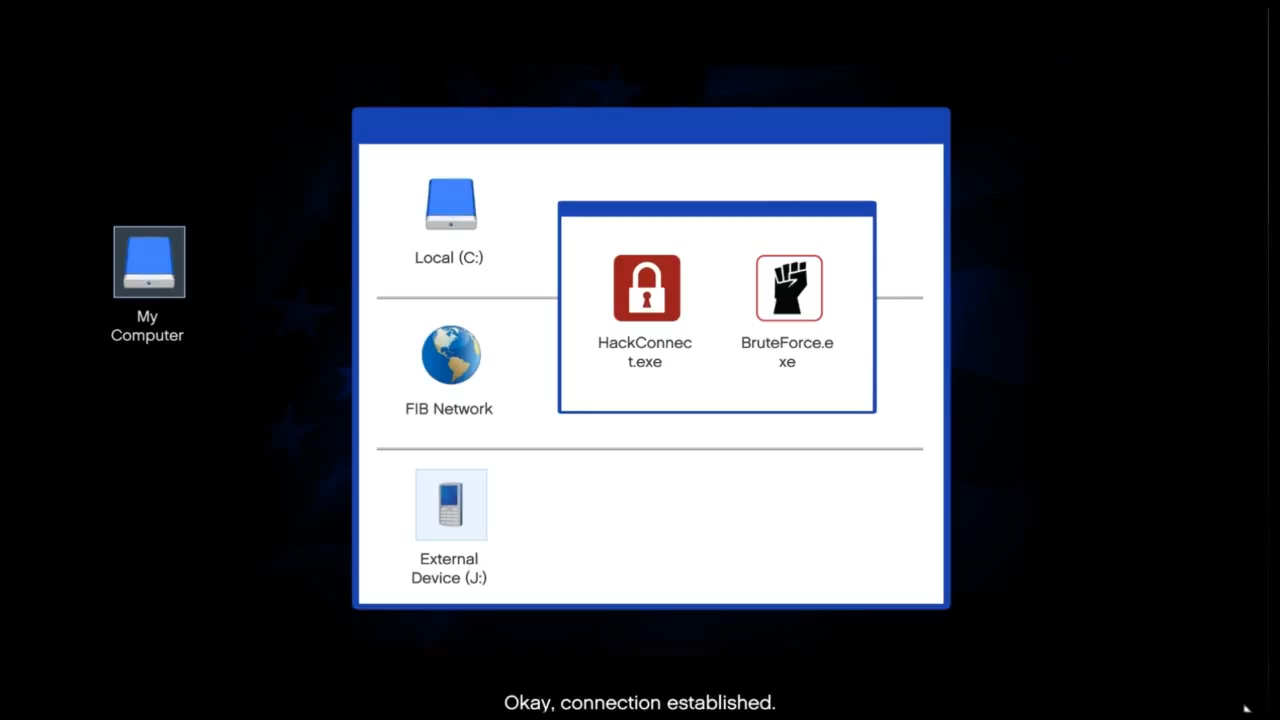 My
Computer
Local (C:)
HackConnec
t.exe
BruteForce.e
xe
FIB Network
External
Device (J:)
Okay, connection established.